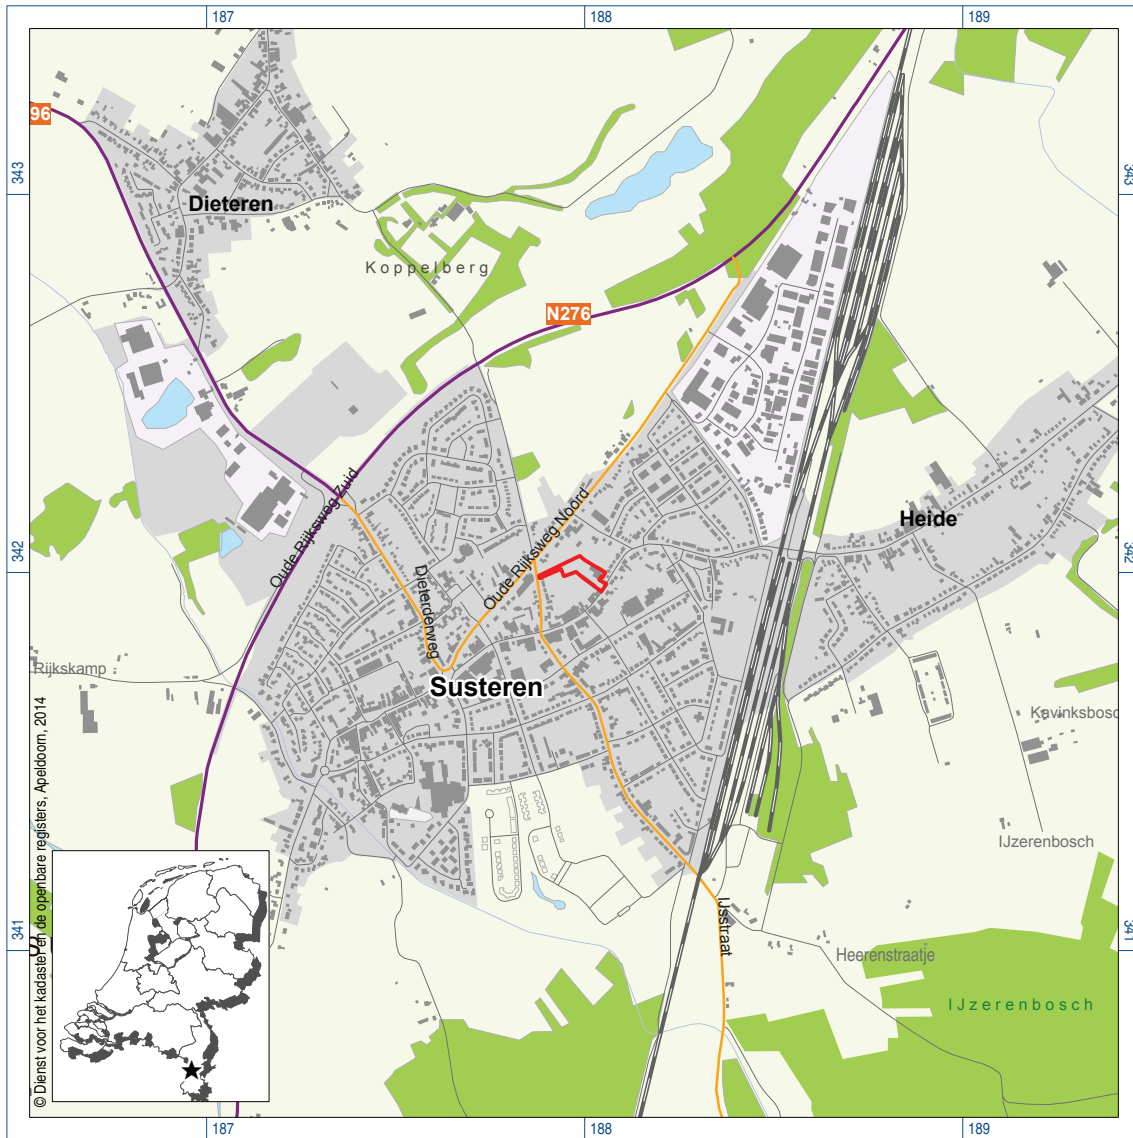 187
188
189
96
343
343
Dieteren
Koppelberg
N276
Oude Rijksweg Zuid
Oude Rijksweg Noord
Heide
342
342
Dieterderweg
Rijkskamp
Susteren
Kavinksbosc
IJzerenbosch
IJsstraat
Heerenstraatje
341
341
IJzerenbosch
© Dienst voor het kadaster en de openbare registers, Apeldoorn, 2014
187
188
189